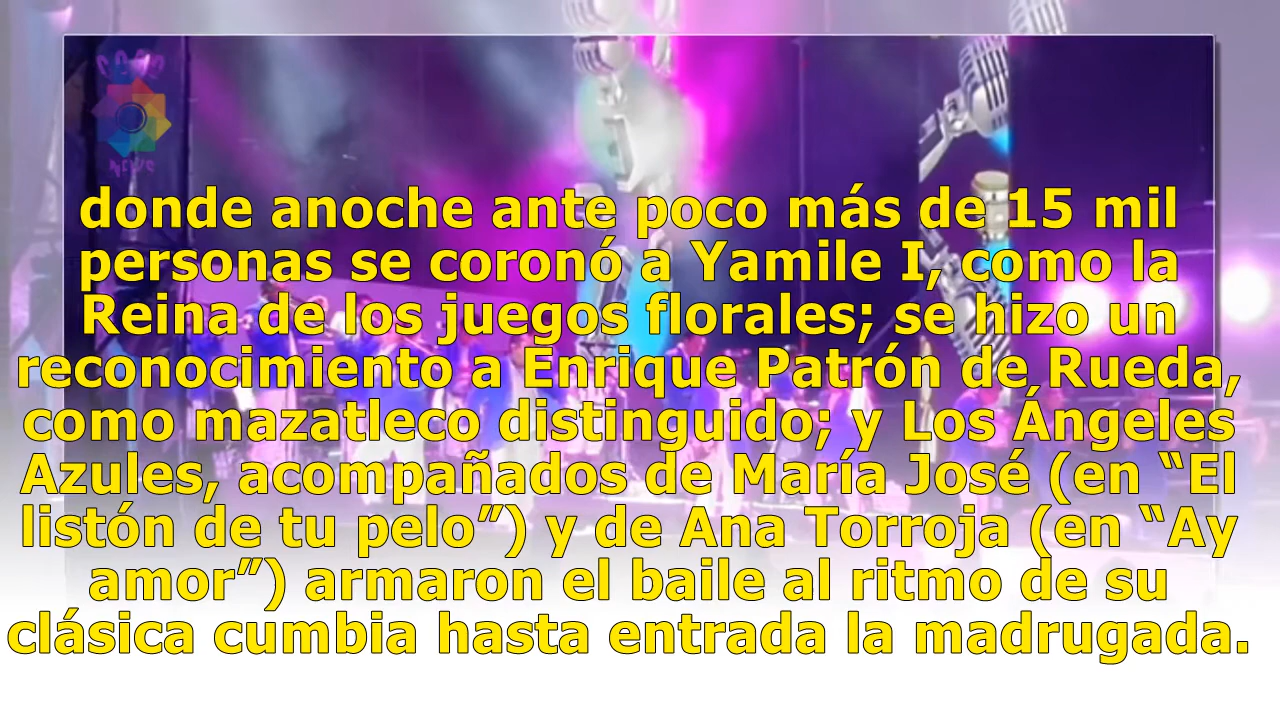 donde anoche ante poco más de 15 mil
personas se coronó a Yamile I, como la
Reina de los juegos florales; se hizo un
reconocimiento a Enrique Patrón de Rueda,
como mazatleco distinguido; y Los Ángeles
Azules, acompañados de María José (en “El
listón de tu pelo”) y de Ana Torroja (en “Ay
amor”) armaron el baile al ritmo de su
clásica cumbia hasta entrada la madrugada.
NEWS